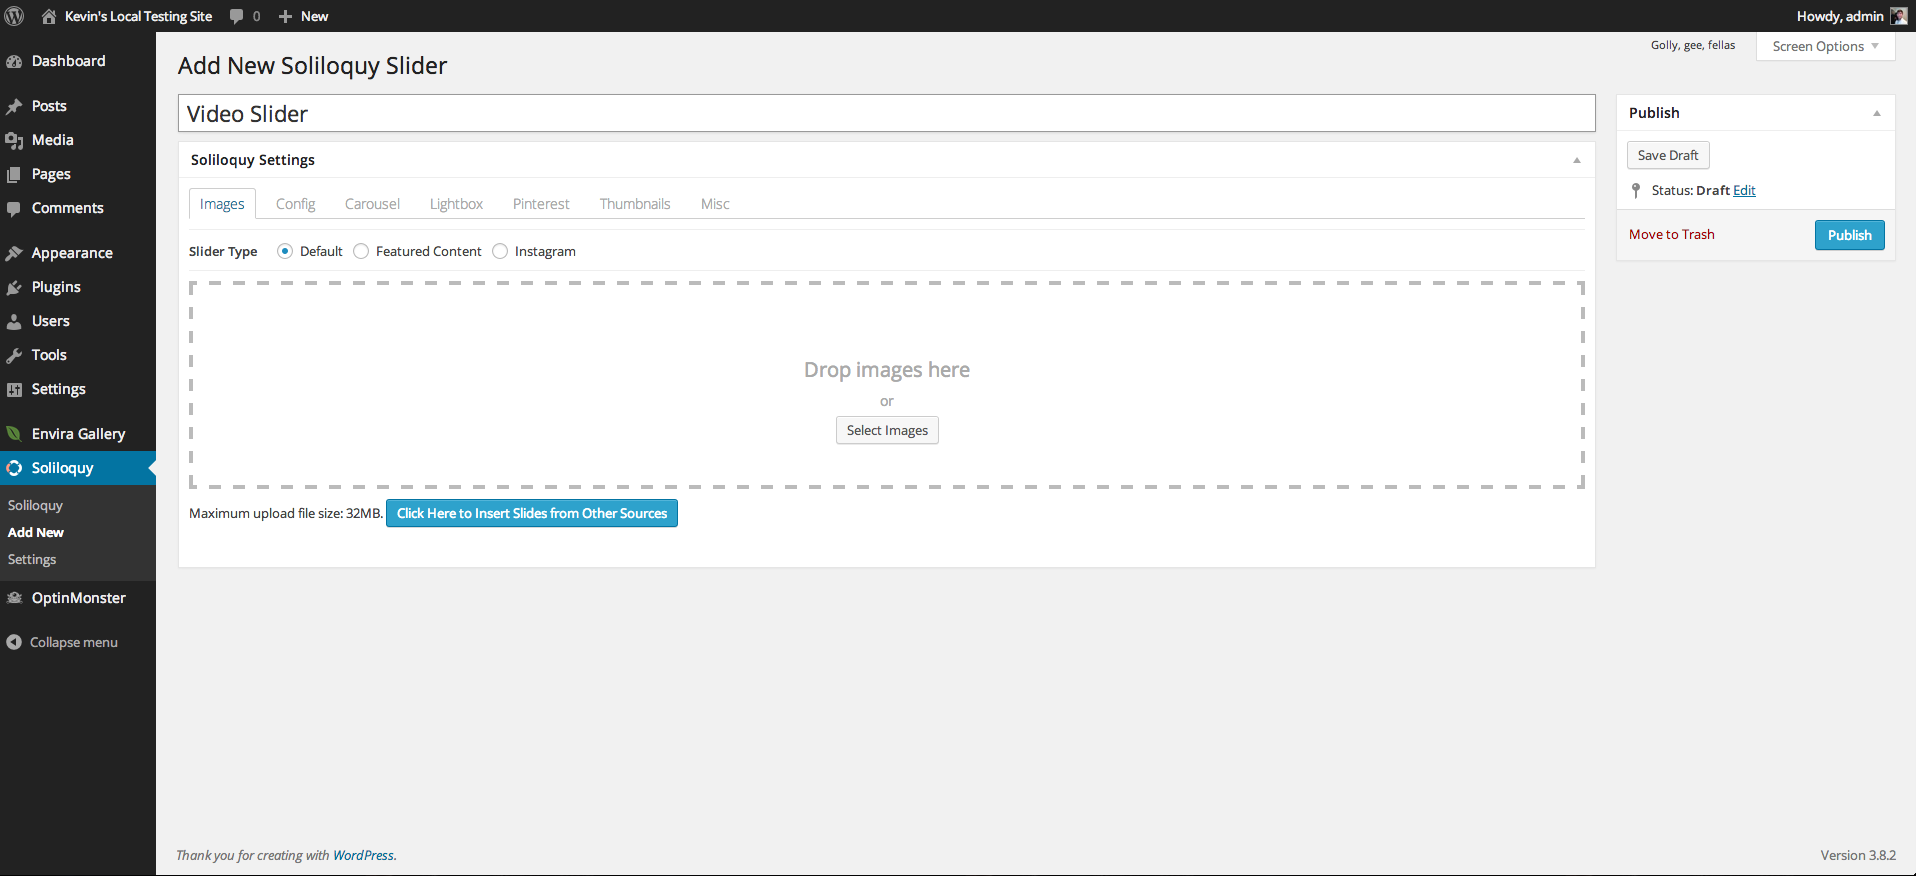 Kevin's Local Testing Site 0 New Howdy, admin
Dashboard
Posts
Media
Pages
Comments
Appearance
Plugins
Users
Tools
Settings
Envira Gallery
Soliloquy
Soliloquy
Add New
Settings
OptinMonster
Collapse menu
Golly, gee, fellas Screen Options
Add New Soliloquy Slider
Video Slider
Soliloquy Settings
Images Config Carousel Lightbox Pinterest Thumbnails Misc
Slider Type Default Featured Content Instagram
Drop images here
or
Select Images
Maximum upload file size: 32MB. Click Here to Insert Slides from Other Sources
Publish
Save Draft
Status: Draft Edit
Move to Trash Publish
Thank you for creating with WordPress. Version 3.8.2